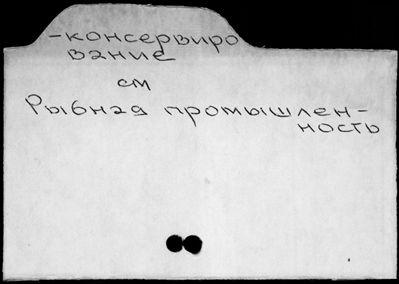 -консервиро
вание
см
Рыбная промышлен-
ность